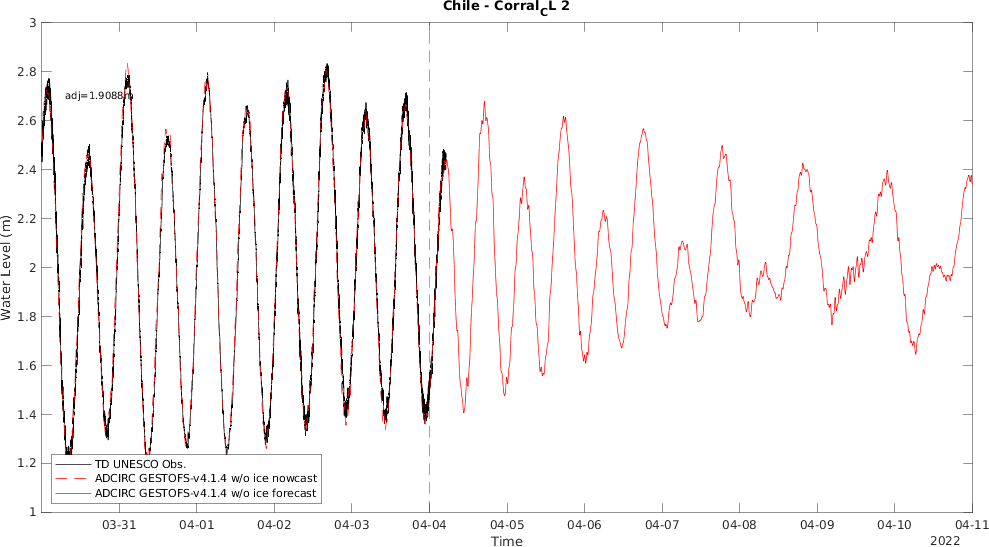 Chile - Corral_CL 2
3
2.8
adj=1.9088m
2.6
2.4
2.2
2
1.8
1.6
1.4
1.2
1
Water Level (m)
TD UNESCO Obs.
ADCIRC GESTOFS-v4.1.4 w/o ice nowcast
ADCIRC GESTOFS-v4.1.4 w/o ice forecast
03-31 04-01 04-02 04-03 04-04 04-05 04-06 04-07 04-08 04-09 04-10 04-11
Time
2022